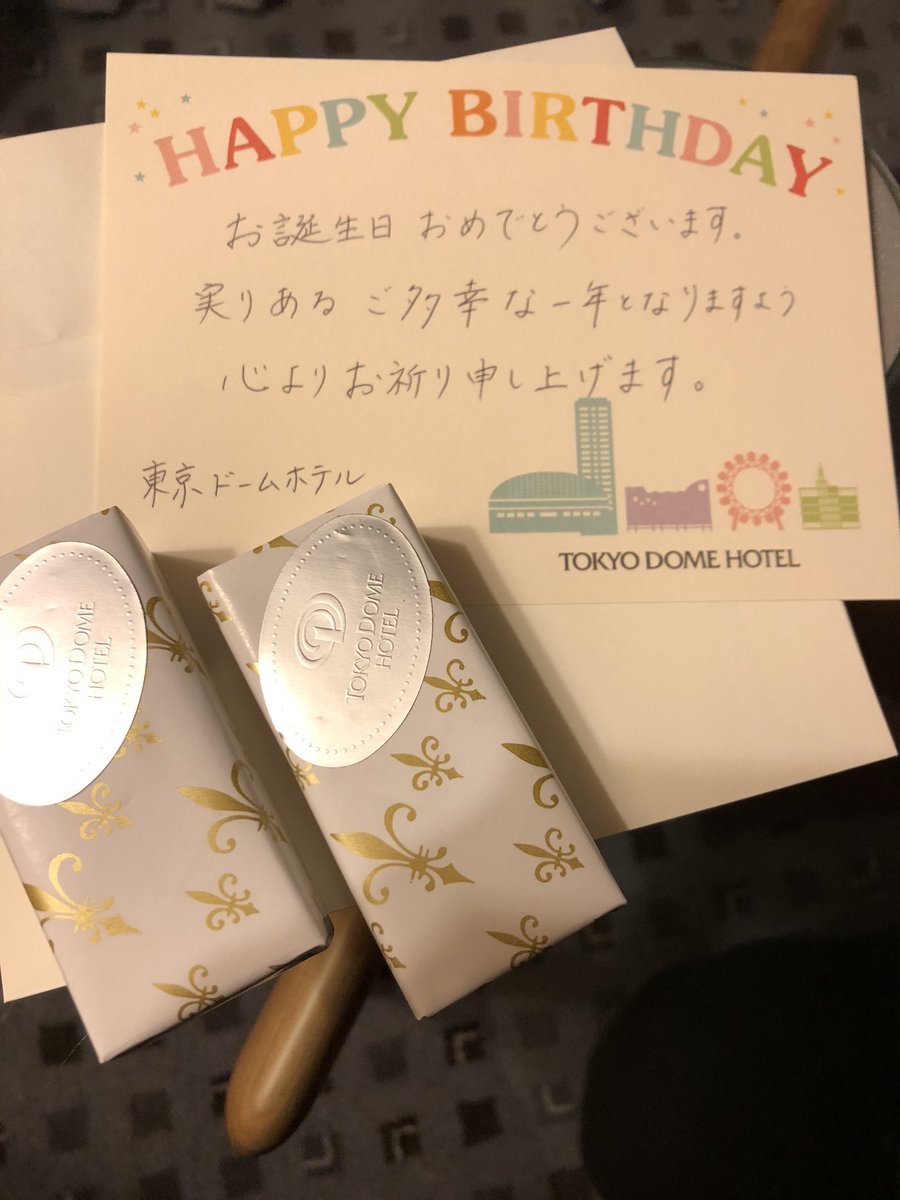 HAPPY BIRTHDAY
お誕生日 おめでとうございます。
実りある ご多幸な一年となりますよう
心よりお祈り申し上げます。
東京ドームホテル
TOKYO DOME HOTEL
TOKYO DOME
HOTEL
TOKYO DOME
HOTEL